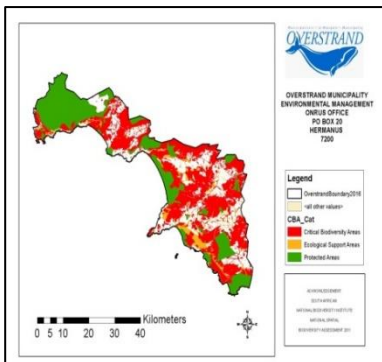 OVERSTRAND
OVERSTRAND MUNICIPALITY
ENVIRONMENTAL MANAGEMENT
ONRUS OFFICE
PO BOX 20
HERMANUS
7200
Legend
OverstrandBoundary2016
<all other values>
CBA_Cat
Critical Biodiversity Areas
Ecological Support Areas
Protected Areas
Kilometers
0 5 10 20 30 40
SOUTH AFRICAN
NATIONAL BIODIVERSITY INSTITUTE
NATIONAL SPATIAL